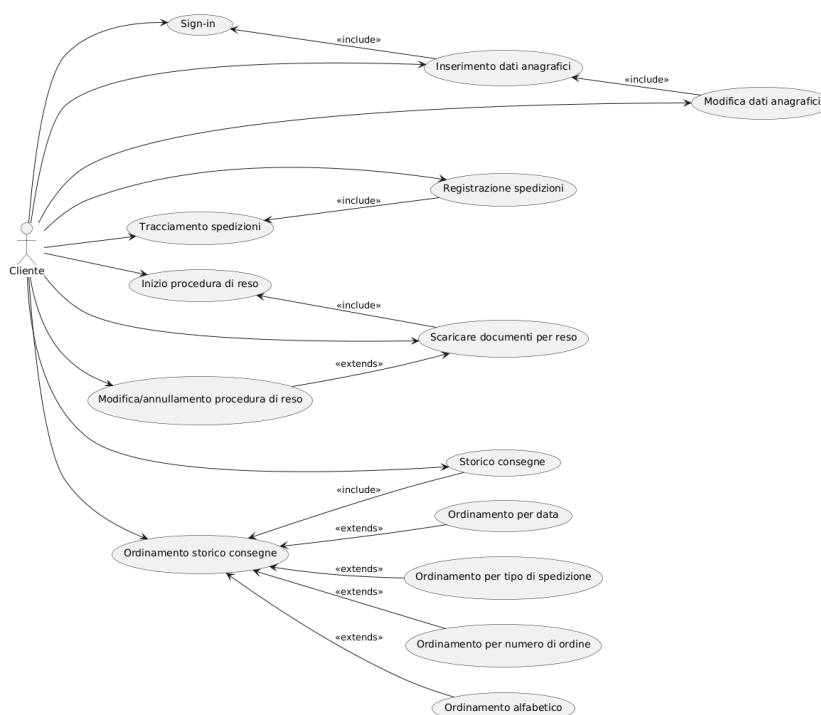 Sign-in
«include»
Inserimento dati anagrafici
«include»
Modifica dati anagrafici
Registrazione spedizioni
«include»
Tracciamento spedizioni
Cliente
Inizio procedura di reso
«include»
Scaricare documenti per reso
«extends»
Modifica/annullamento procedura di reso
Storico consegne
«include»
Ordinamento per data
«extends»
Ordinamento storico consegne
«extends»
Ordinamento per tipo di spedizione
«extends»
Ordinamento per numero di ordine
«extends»
Ordinamento alfabetico